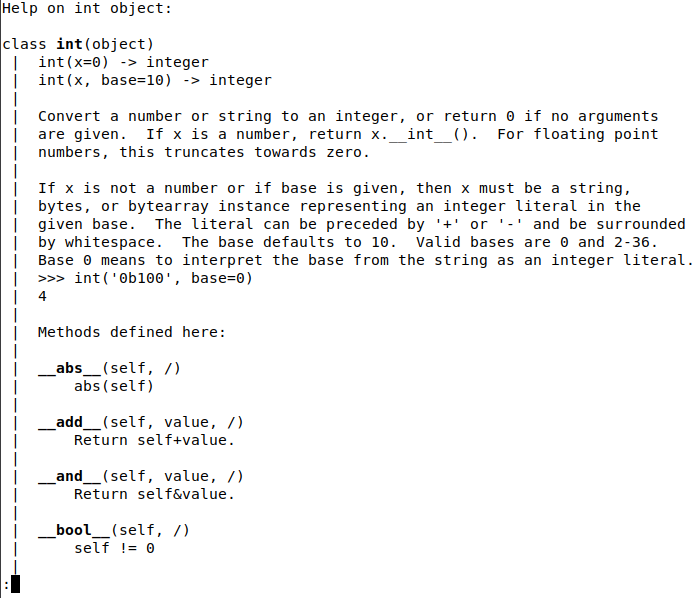 Help on int object:

class int(object)
 |  int(x=0) -> integer
 |  int(x, base=10) -> integer
 |
 |  Convert a number or string to an integer, or return 0 if no arguments
 |  are given.  If x is a number, return x.__int__().  For floating point
 |  numbers, this truncates towards zero.
 |
 |  If x is not a number or if base is given, then x must be a string,
 |  bytes, or bytearray instance representing an integer literal in the
 |  given base.  The literal can be preceded by '+' or '-' and be surrounded
 |  by whitespace.  The base defaults to 10.  Valid bases are 0 and 2-36.
 |  Base 0 means to interpret the base from the string as an integer literal.
 |  >>> int('0b100', base=0)
 |  4
 |
 |  Methods defined here:
 |
 |  __abs__(self, /)
 |      abs(self)
 |
 |  __add__(self, value, /)
 |      Return self+value.
 |
 |  __and__(self, value, /)
 |      Return self&value.
 |
 |  __bool__(self, /)
 |      self != 0
 |
: